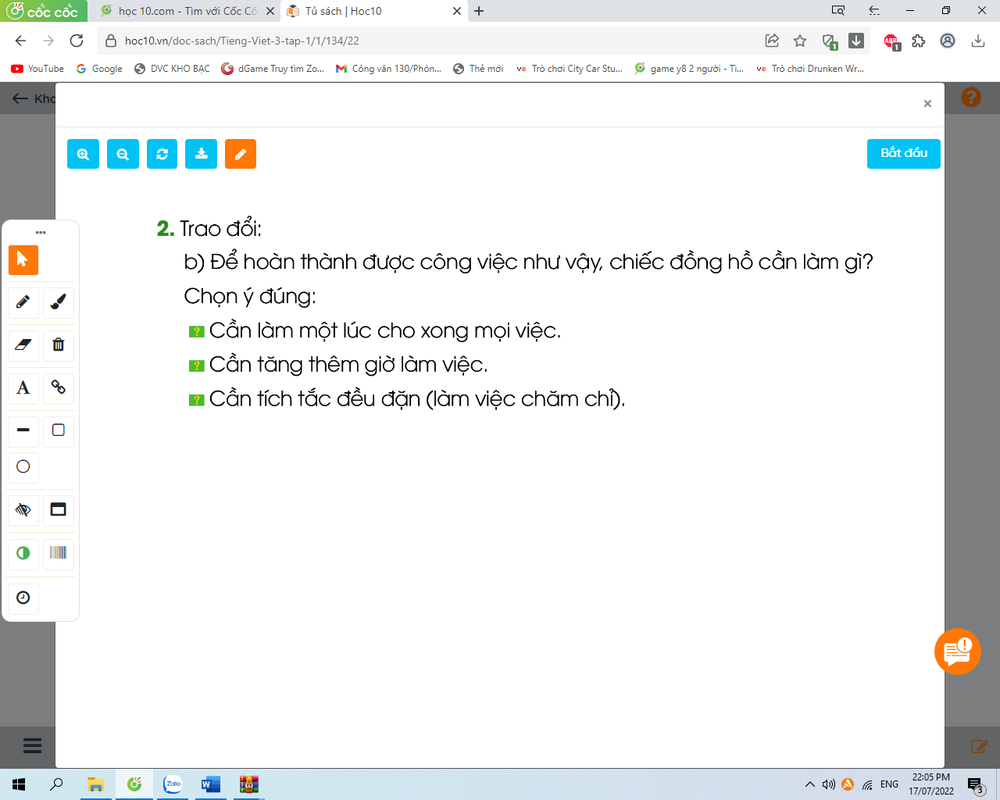 cốc cốc
học 10.com - Tìm với Cốc Cố
Tủ sách | Hoc10
hoc10.vn/doc-sach/Tieng-Viet-3-tap-1/1/134/22
1
ABP
1
YouTube
Google
DVC KHO BAC
dGame Truy tìm Zo...
Công văn 130/Phòn...
Thẻ mới
Trò chơi City Car Stu...
game y8 2 người - Ti...
Trò chơi Drunken Wr...
Kho
?
×
Bắt đầu
2. Trao đổi:
b) Để hoàn thành được công việc như vậy, chiếc đồng hồ cần làm gì?
Chọn ý đúng:
? Cần làm một lúc cho xong mọi việc.
? Cần tăng thêm giờ làm việc.
? Cần tích tắc đều đặn (làm việc chăm chỉ).
A
Zalo
W
ENG
22:05 PM
17/07/2022
3